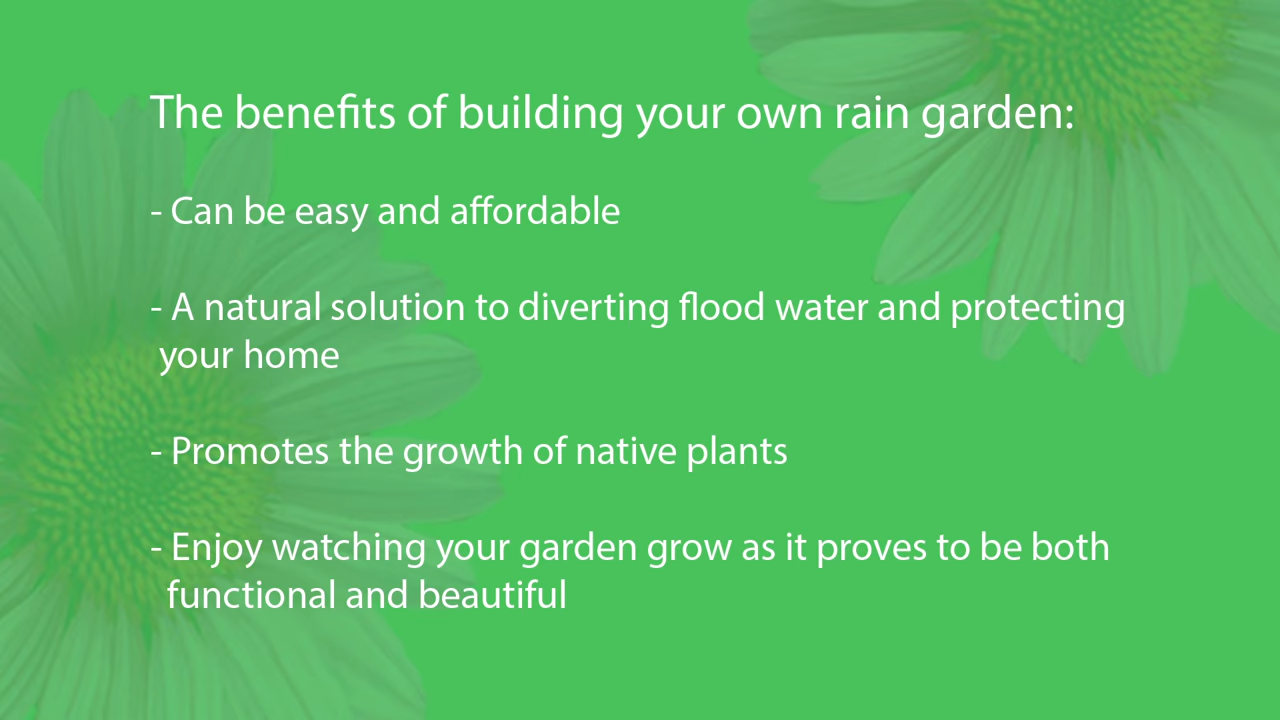 The benefits of building your own rain garden:
- Can be easy and affordable
- A natural solution to diverting flood water and protecting
your home
- Promotes the growth of native plants
- Enjoy watching your garden grow as it proves to be both
functional and beautiful